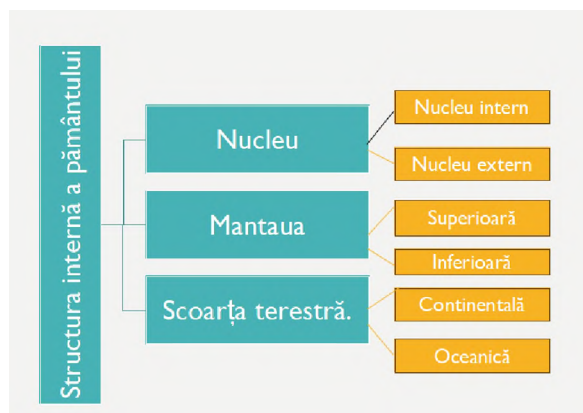 Structura internă a pământului
Nucleu
Nucleu intern
Nucleu extern
Mantaua
Superioară
Inferioară
Scoarța terestră.
Continentală
Oceanică